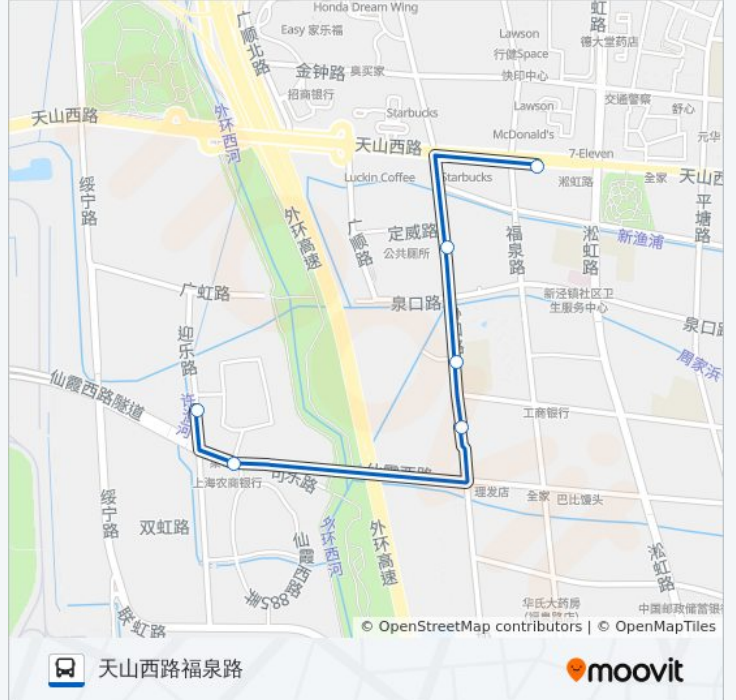 Honda Dream Wing
Easy 家乐福
广顺北路
金钟路
奥买家
招商银行
Starbucks
Lawson
行健Space
快印中心
虹路
德大堂药店
Lawson
交通警察
舒心
McDonald's
元华
天山西路
外环西河
天山西路
7-Eleven
Luckin Coffee
Starbucks
淞虹路
全家
天山西
绥宁路
外环高速
广顺路
定威路
公共厕所
福泉路
淞虹路
新渔浦
平塘路
广虹路
泉口路
新泾镇社区卫
生服务中心
泉口路
迎乐路
周家浜
仙霞西路隧道
工商银行
上海农商银行
理发店
全家
巴比馒头
绥宁路
双虹路
仙霞西路885弄
外环西河
外环高速
淞虹路
联虹路
华氏大药房
中国邮政储蓄银行
© OpenStreetMap contributors | © OpenMapTiles
天山西路福泉路
moovit